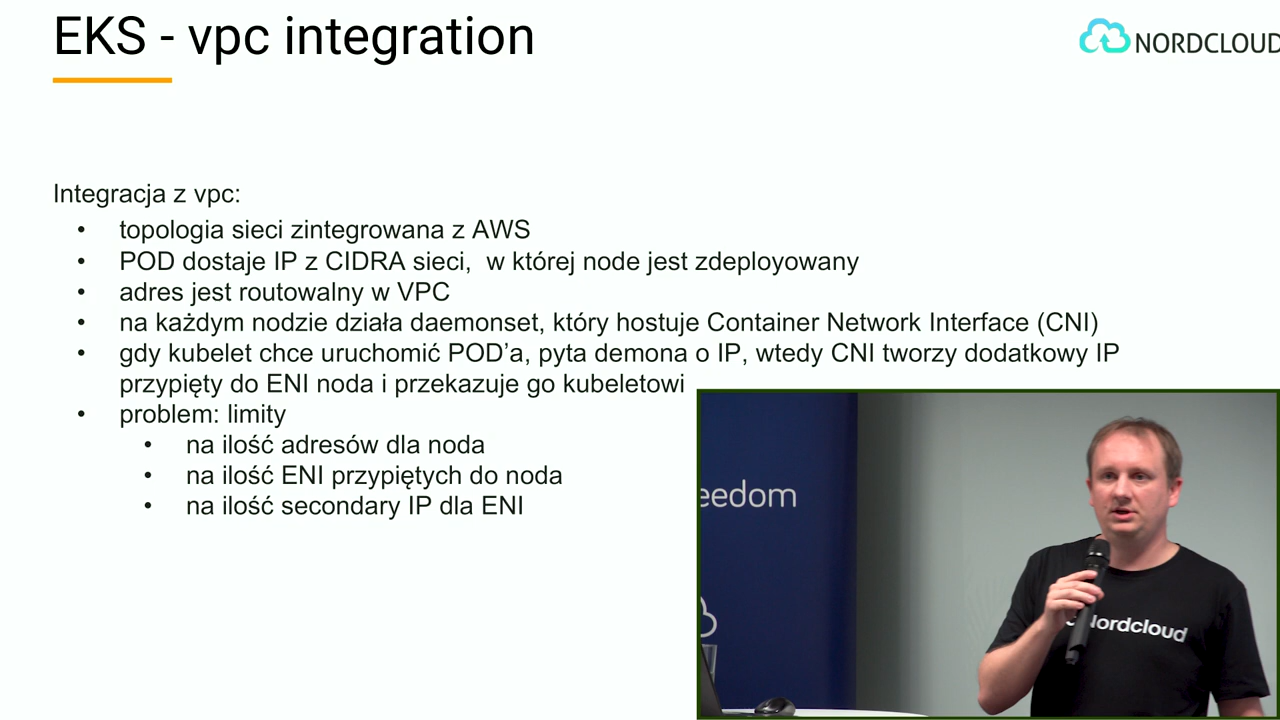 EKS - vpc integration
NORDCLOUD
Integracja z vpc:
• topologia sieci zintegrowana z AWS
• POD dostaje IP z CIDRA sieci, w której node jest zdeployowany
• adres jest routowalny w VPC
• na każdym nodzie działa daemonset, który hostuje Container Network Interface (CNI)
• gdy kubelet chce uruchomić POD’a, pyta demona o IP, wtedy CNI tworzy dodatkowy IP
przypięty do ENI noda i przekazuje go kubeletowi
• problem: limity
• na ilość adresów dla noda
• na ilość ENI przypiętych do noda
• na ilość secondary IP dla ENI
eedom
Nordcloud